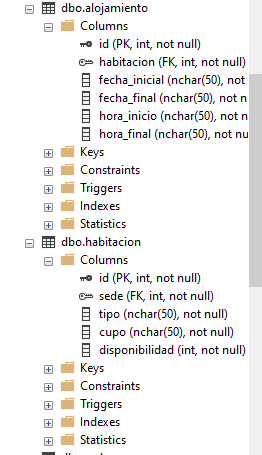 dbo.alojamiento
Columns
id (PK, int, not null)
habitacion (FK, int, not null)
fecha_inicial (nchar(50), not
fecha_final (nchar(50), not n
hora_inicio (nchar(50), not n
hora_final (nchar(50), not nu
Keys
Constraints
Triggers
Indexes
Statistics
dbo.habitacion
Columns
id (PK, int, not null)
sede (FK, int, not null)
tipo (nchar(50), not null)
cupo (nchar(50), not null)
disponibilidad (int, not null)
Keys
Constraints
Triggers
Indexes
Statistics